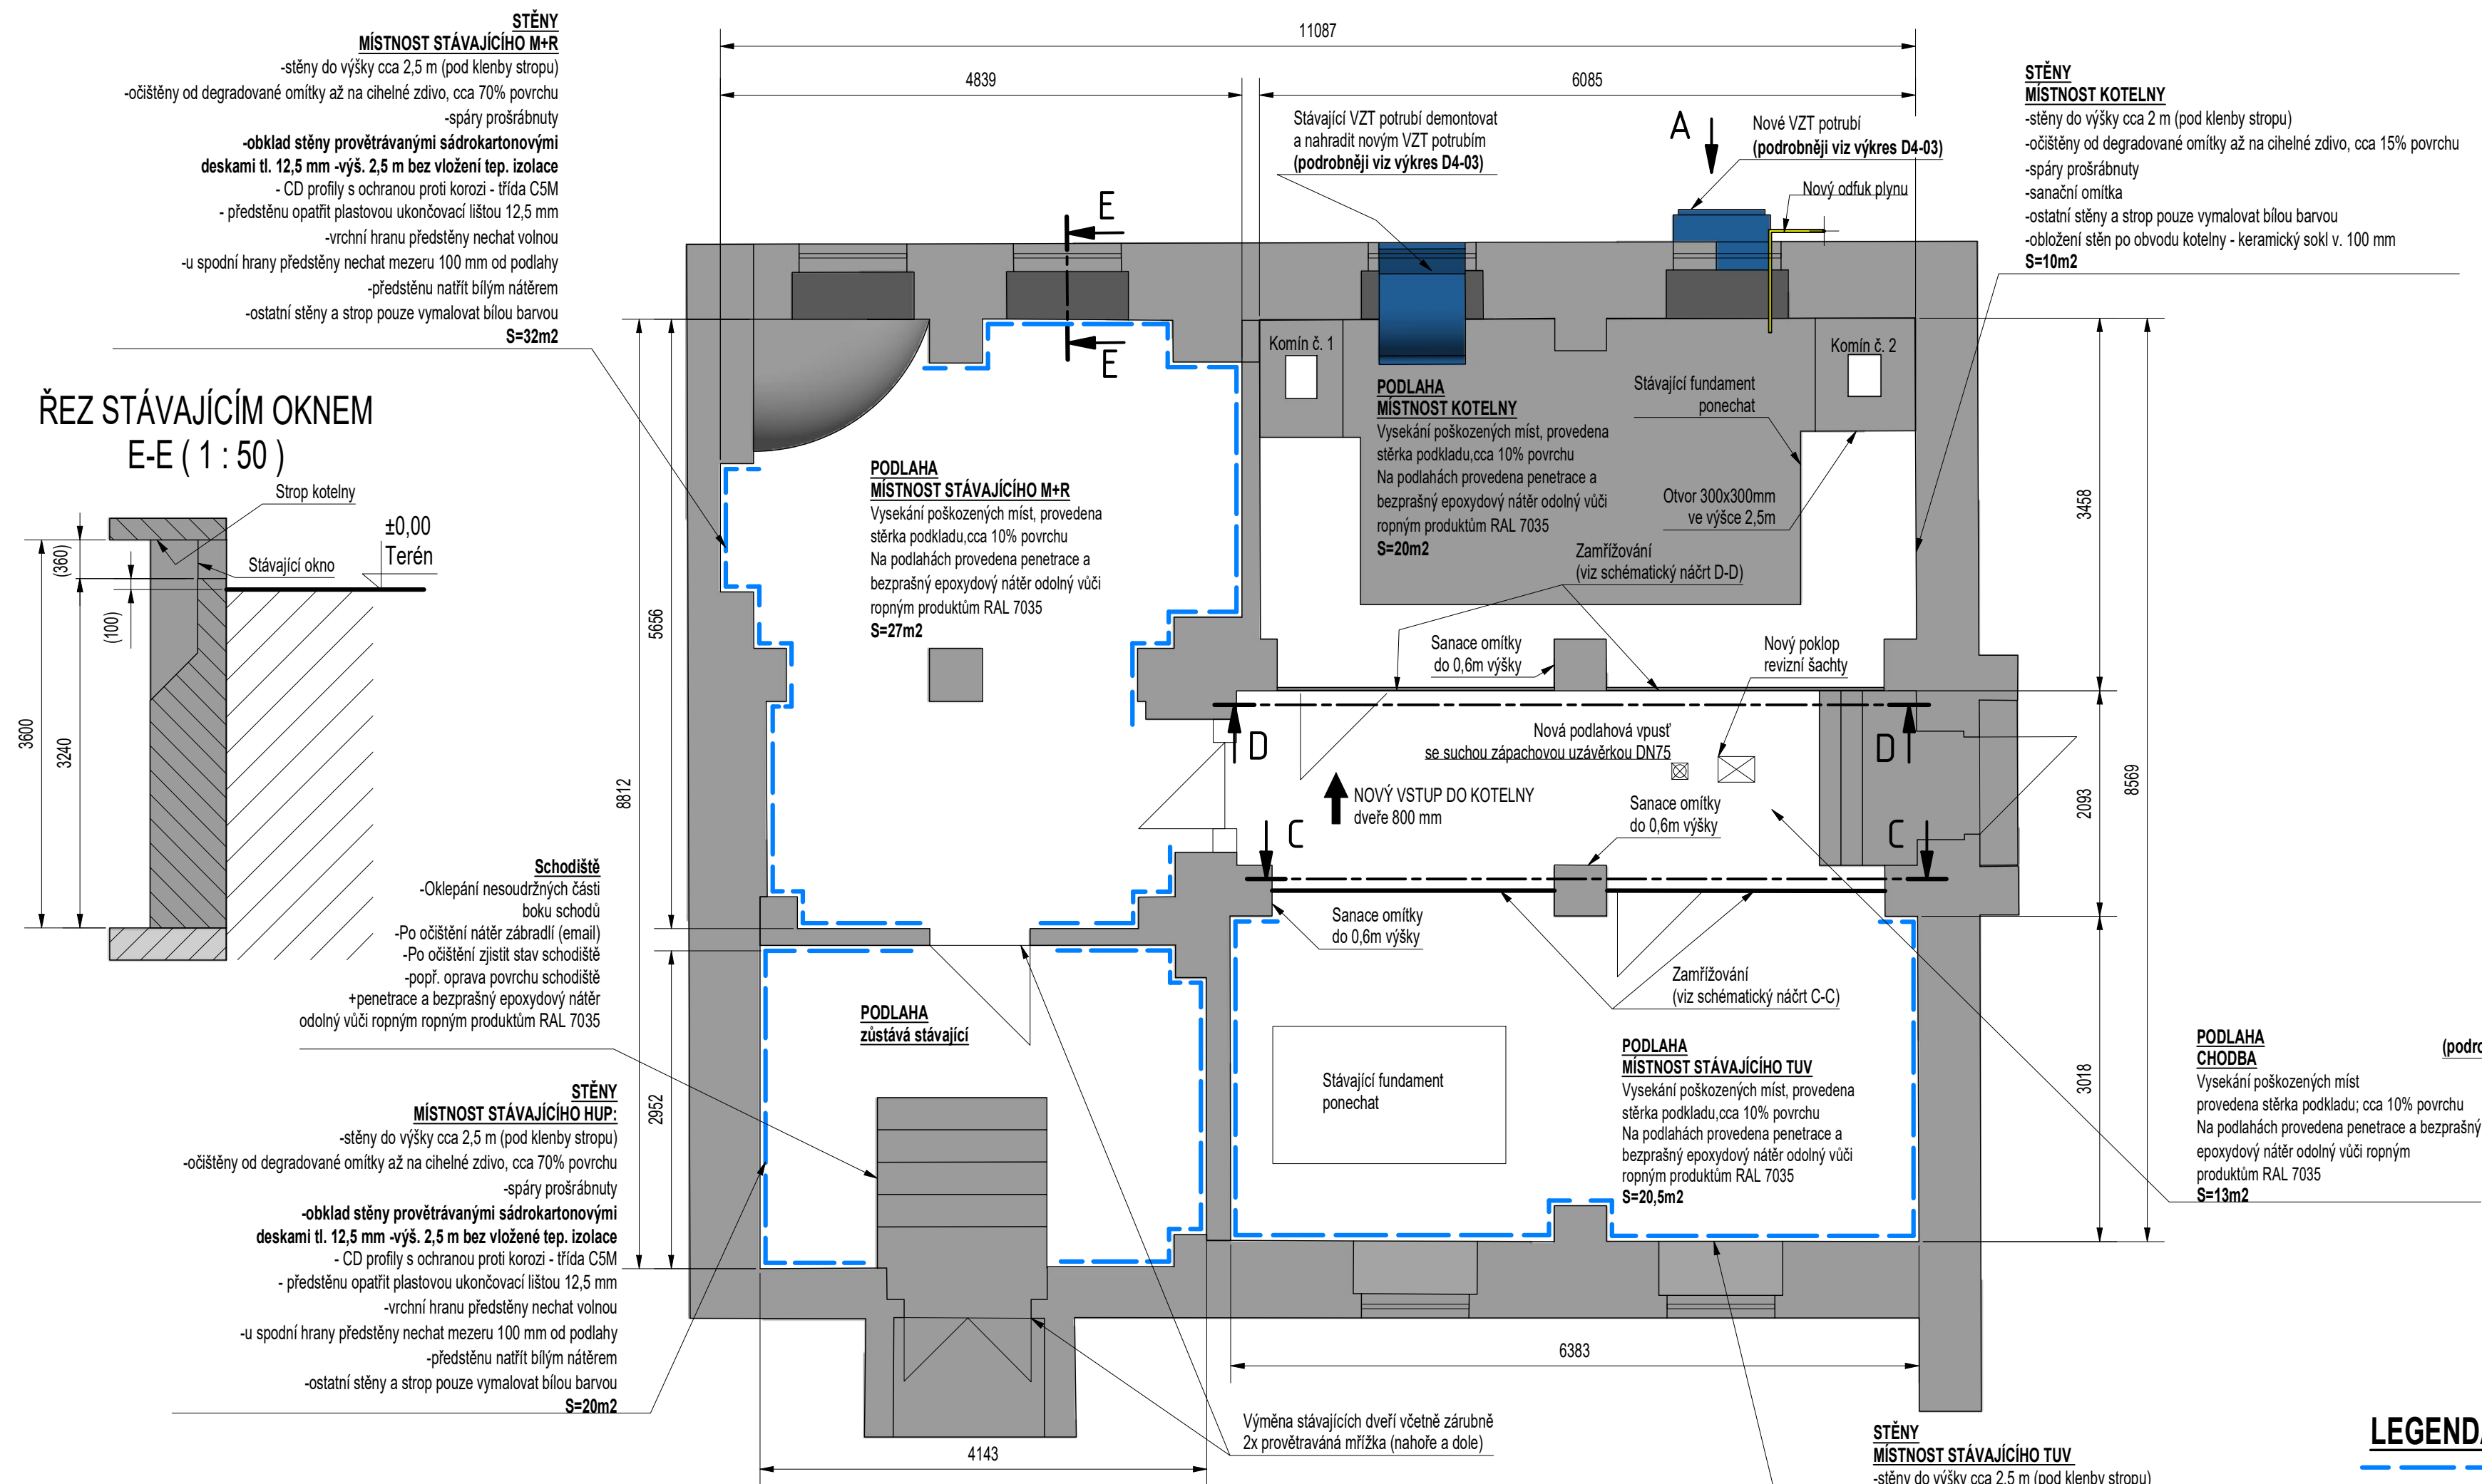 STĚNY
MÍSTNOST STÁVAJÍCÍHO M+R
-stěny do výšky cca 2,5 m (pod klenby stropu)
-očištěny od degradované omítky až na cihelné zdivo, cca 70% povrchu
-spáry prošrábnuty
-obklad stěny provětrávanými sádrokartonovými
deskami tl. 12,5 mm -výš. 2,5 m bez vložení tep. izolace
- CD profily s ochranou proti korozi - třída C5M
- předstěnu opatřit plastovou ukončovací lištou 12,5 mm
-vrchní hranu předstěny nechat volnou
-u spodní hrany předstěny nechat mezeru 100 mm od podlahy
-předstěnu natřít bílým nátěrem
-ostatní stěny a strop pouze vymalovat bílou barvou
S=32m2
11087
4839
6085
Stávající VZT potrubí demontovat
a nahradit novým VZT potrubím
(podrobněji viz výkres D4-03)
A
Nové VZT potrubí
(podrobněji viz výkres D4-03)
Nový odfuk plynu
STĚNY
MÍSTNOST KOTELNY
-stěny do výšky cca 2 m (pod klenby stropu)
-očištěny od degradované omítky až na cihelné zdivo, cca 15% povrchu
-spáry prošrábnuty
-sanační omítka
-ostatní stěny a strop pouze vymalovat bílou barvou
-obložení stěn po obvodu kotelny - keramický sokl v. 100 mm
S=10m2
E
E
Komín č. 1
Komín č. 2
PODLAHA
MÍSTNOST KOTELNY
Vysekání poškozených míst, provedena
stěrka podkladu,cca 10% povrchu
Na podlahách provedena penetrace a
bezprašný epoxydový nátěr odolný vůči
ropným produktům RAL 7035
S=20m2
Stávající fundament
ponechat
Otvor 300x300mm
ve výšce 2,5m
Zamřížování
(viz schématický náčrt D-D)
ŘEZ STÁVAJÍCÍM OKNEM
E-E ( 1 : 50 )
Strop kotelny
Stávající okno
±0,00
Terén
(360)
(100)
3600
3240
PODLAHA
MÍSTNOST STÁVAJÍCÍHO M+R
Vysekání poškozených míst, provedena
stěrka podkladu,cca 10% povrchu
Na podlahách provedena penetrace a
bezprašný epoxydový nátěr odolný vůči
ropným produktům RAL 7035
S=27m2
5656
8812
2952
3458
2093
8569
3018
Sanace omítky
do 0,6m výšky
Nový poklop
revizní šachty
D
D
Nová podlahová vpusť
se suchou zápachovou uzávěrkou DN75
NOVÝ VSTUP DO KOTELNY
dveře 800 mm
Sanace omítky
do 0,6m výšky
C
C
Sanace omítky
do 0,6m výšky
Zamřížování
(viz schématický náčrt C-C)
Schodiště
-Oklepání nesoudržných části
boku schodů
-Po očištění nátěr zábradlí (email)
-Po očištění zjistit stav schodiště
-popř. oprava povrchu schodiště
+penetrace a bezprašný epoxydový nátěr
odolný vůči ropným ropným produktům RAL 7035
PODLAHA
zůstává stávající
Stávající fundament
ponechat
PODLAHA
MÍSTNOST STÁVAJÍCÍHO TUV
Vysekání poškozených míst, provedena
stěrka podkladu,cca 10% povrchu
Na podlahách provedena penetrace a
bezprašný epoxydový nátěr odolný vůči
ropným produktům RAL 7035
S=20,5m2
PODLAHA
CHODBA
Vysekání poškozených míst
provedena stěrka podkladu; cca 10% povrchu
Na podlahách provedena penetrace a bezprašný
epoxydový nátěr odolný vůči ropným
produktům RAL 7035
S=13m2
STĚNY
MÍSTNOST STÁVAJÍCÍHO HUP:
-stěny do výšky cca 2,5 m (pod klenby stropu)
-očištěny od degradované omítky až na cihelné zdivo, cca 70% povrchu
-spáry prošrábnuty
-obklad stěny provětrávanými sádrokartonovými
deskami tl. 12,5 mm -výš. 2,5 m bez vložené tep. izolace
- CD profily s ochranou proti korozi - třída C5M
- předstěnu opatřit plastovou ukončovací lištou 12,5 mm
-vrchní hranu předstěny nechat volnou
-u spodní hrany předstěny nechat mezeru 100 mm od podlahy
-předstěnu natřít bílým nátěrem
-ostatní stěny a strop pouze vymalovat bílou barvou
S=20m2
6383
4143
Výměna stávajících dveří včetně zárubně
2x provětraváná mřížka (nahoře a dole)
STĚNY
MÍSTNOST STÁVAJÍCÍHO TUV
-stěny do výšky cca 2,5 m (pod klenby stropu)
LEGENDA